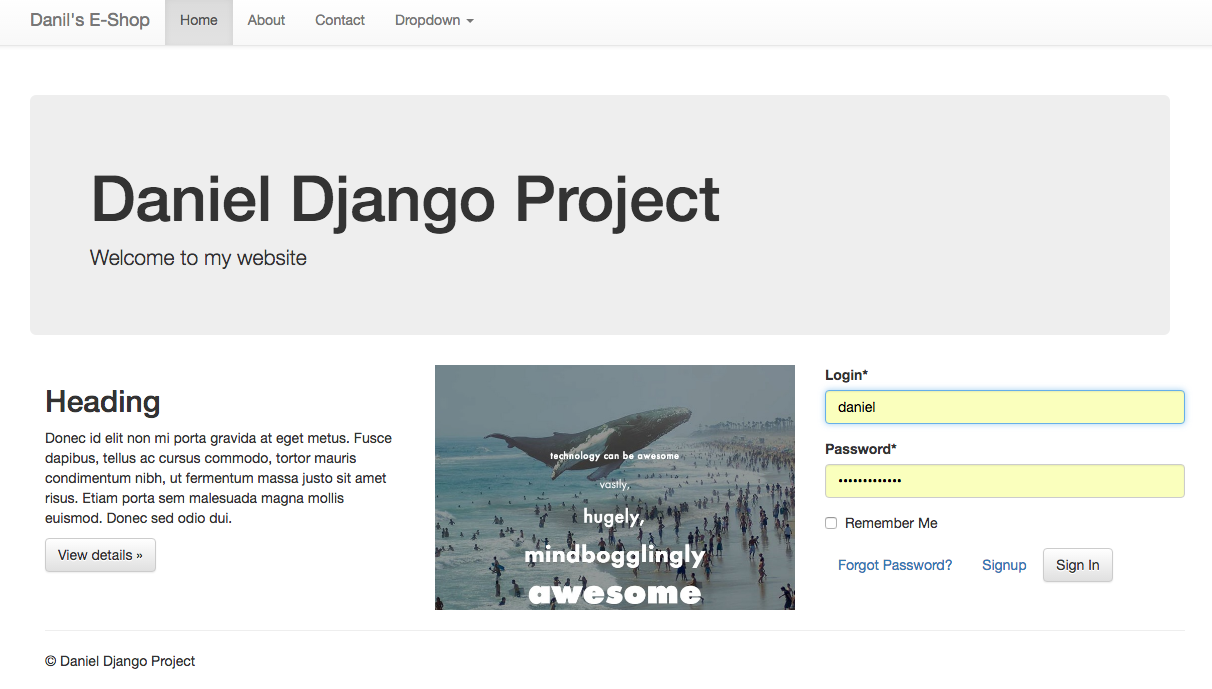 Danil's E-Shop Home About Contact Dropdown
Daniel Django Project
Welcome to my website
Heading
Donec id elit non mi porta gravida at eget metus. Fusce
dapibus, tellus ac cursus commodo, tortor mauris
condimentum nibh, ut fermentum massa justo sit amet
risus. Etiam porta sem malesuada magna mollis
euismod. Donec sed odio dui.
View details »
technology can be awesome
vastly,
hugely,
mindbogglingly
awesome
Login*
daniel
Password*
•••••••••••••
Remember Me
Forgot Password? Signup Sign In
© Daniel Django Project